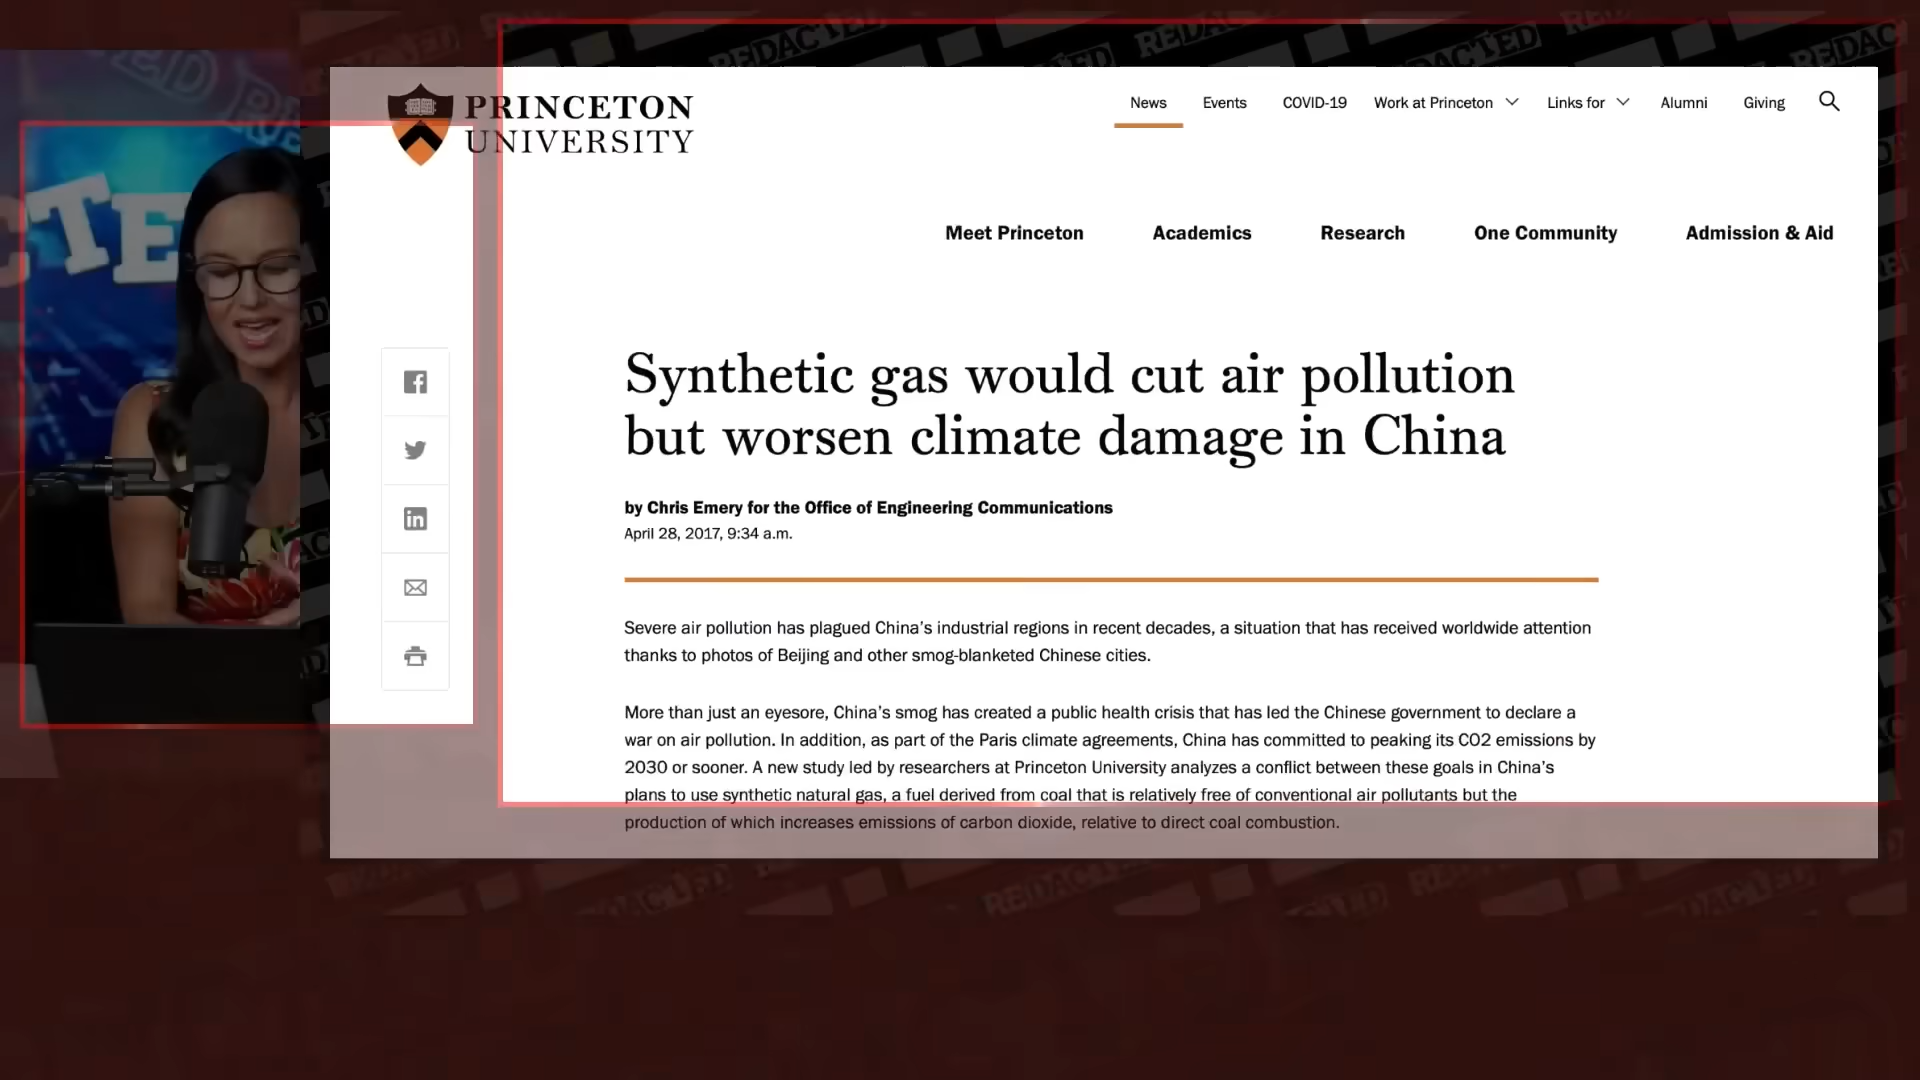 PRINCETON
UNIVERSITY
News Events COVID-19 Work at Princeton Links for Alumni Giving
Meet Princeton Academics Research One Community Admission & Aid
Synthetic gas would cut air pollution
but worsen climate damage in China
by Chris Emery for the Office of Engineering Communications
April 28, 2017, 9:34 a.m.
Severe air pollution has plagued China’s industrial regions in recent decades, a situation that has received worldwide attention
thanks to photos of Beijing and other smog-blanketed Chinese cities.
More than just an eyesore, China’s smog has created a public health crisis that has led the Chinese government to declare a
war on air pollution. In addition, as part of the Paris climate agreements, China has committed to peaking its CO2 emissions by
2030 or sooner. A new study led by researchers at Princeton University analyzes a conflict between these goals in China’s
plans to use synthetic natural gas, a fuel derived from coal that is relatively free of conventional air pollutants but the
production of which increases emissions of carbon dioxide, relative to direct coal combustion.
REDACTED
REDACTED
REDACTED